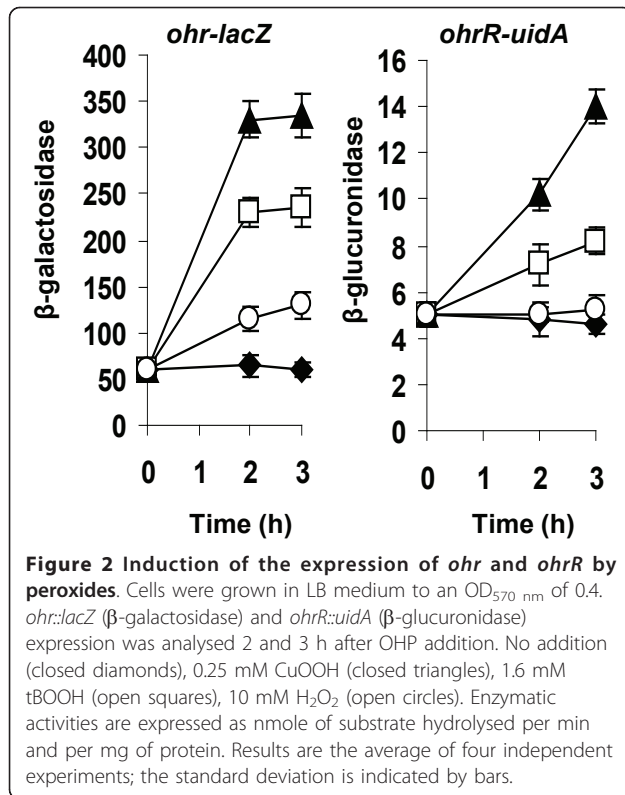 ohr-lacZ
400
350
300
250
200
150
100
50
0
β-galactosidase
0 1 2 3
Time (h)
ohrR-uidA
16
14
12
10
8
6
4
2
0
β-glucuronidase
0 1 2 3
Time (h)
Figure 2 Induction of the expression of ohr and ohrR by
peroxides. Cells were grown in LB medium to an OD570 nm of 0.4.
ohr::lacZ (β-galactosidase) and ohrR::uidA (β-glucuronidase)
expression was analysed 2 and 3 h after OHP addition. No addition
(closed diamonds), 0.25 mM CuOOH (closed triangles), 1.6 mM
tBOOH (open squares), 10 mM H2O2 (open circles). Enzymatic
activities are expressed as nmole of substrate hydrolysed per min
and per mg of protein. Results are the average of four independent
experiments; the standard deviation is indicated by bars.